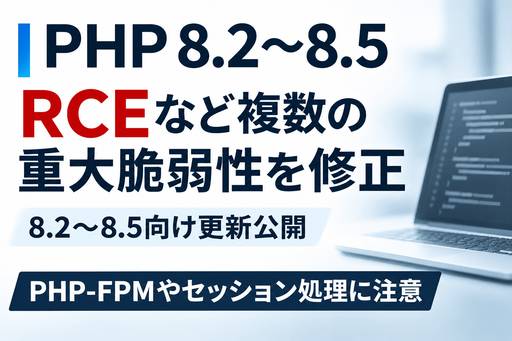 PHP 8.2〜8.5
RCEなど複数の
重大脆弱性を修正
8.2〜8.5向け更新公開
PHP-FPMやセッション処理に注意